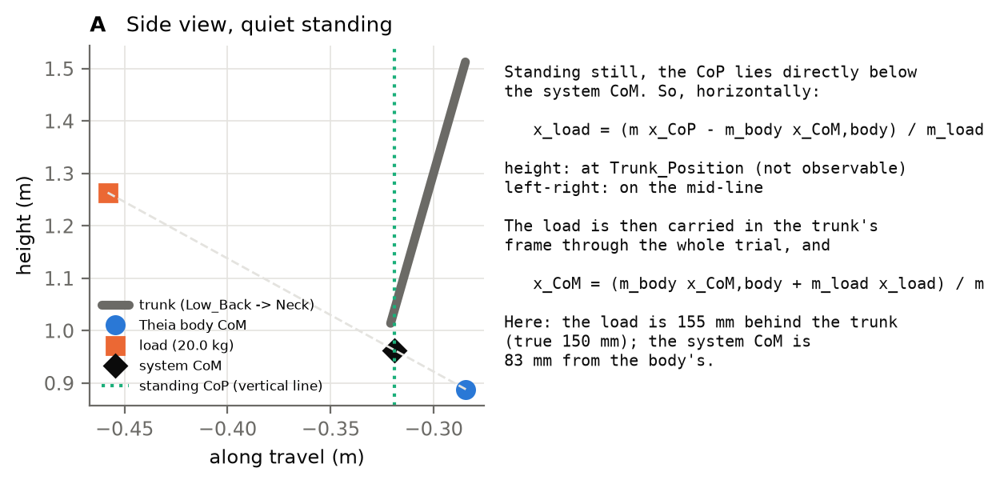 A Side view, quiet standing
height (m)
1.5
1.4
1.3
1.2
1.1
1.0
0.9
trunk (Low_Back -> Neck)
Theia body CoM
load (20.0 kg)
system CoM
standing CoP (vertical line)
−0.45
−0.40
−0.35
−0.30
along travel (m)
Standing still, the CoP lies directly below
the system CoM. So, horizontally:
x_load = (m x_CoP - m_body x_CoM,body) / m_load
height: at Trunk_Position (not observable)
left-right: on the mid-line
The load is then carried in the trunk's
frame through the whole trial, and
x_CoM = (m_body x_CoM,body + m_load x_load) / m
Here: the load is 155 mm behind the trunk
(true 150 mm); the system CoM is
83 mm from the body's.